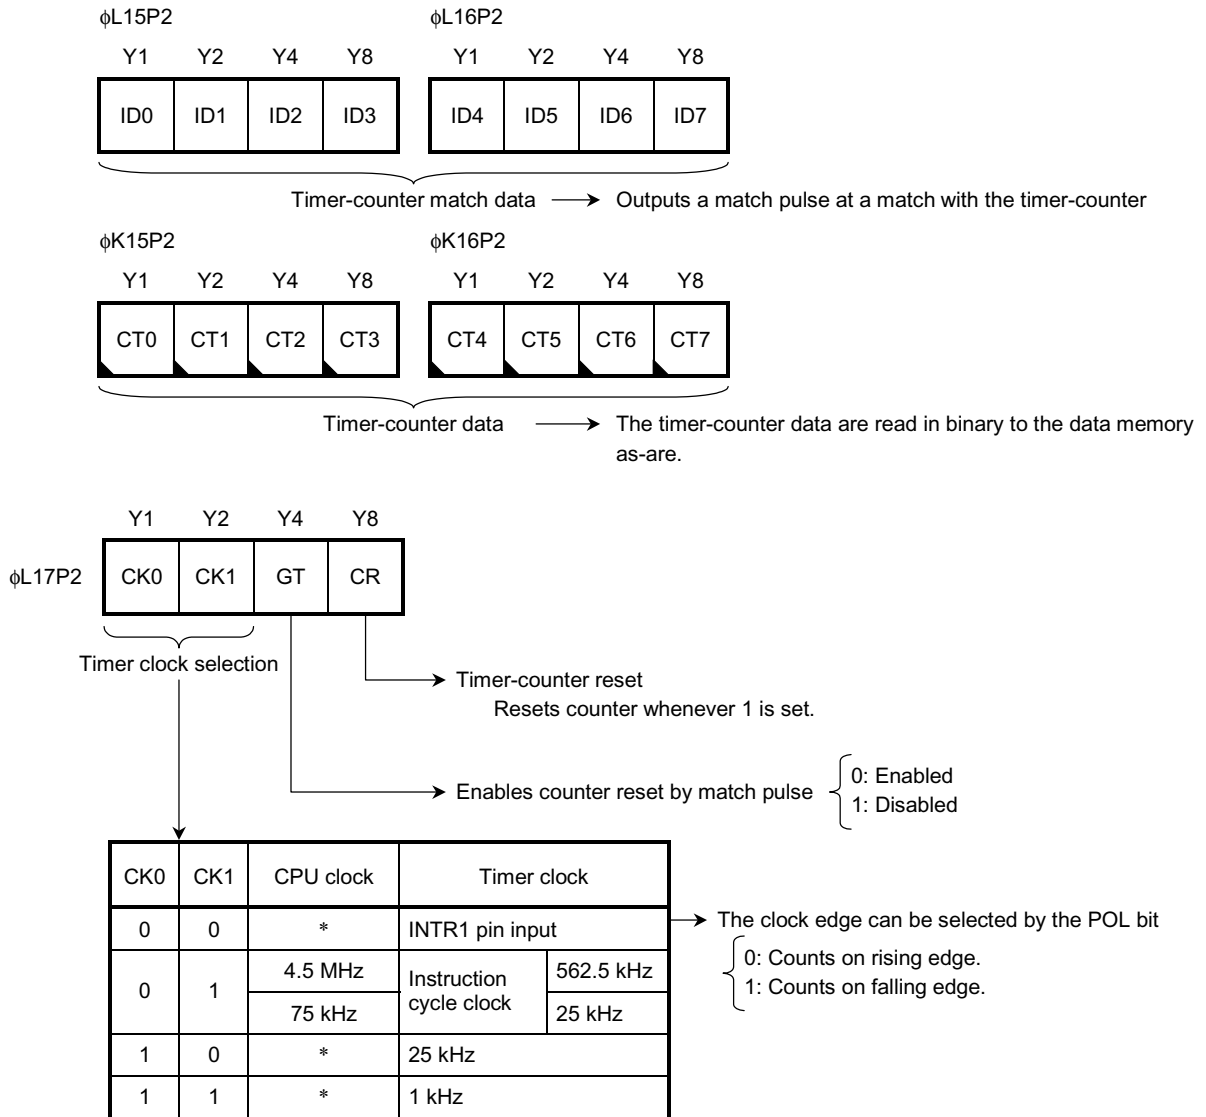 φL15P2 φL16P2
Y1 Y2 Y4 Y8 Y1 Y2 Y4 Y8
ID0 ID1 ID2 ID3 ID4 ID5 ID6 ID7
Timer-counter match data Outputs a match pulse at a match with the timer-counter
φK15P2 φK16P2
Y1 Y2 Y4 Y8 Y1 Y2 Y4 Y8
CT0 CT1 CT2 CT3 CT4 CT5 CT6 CT7
Timer-counter data The timer-counter data are read in binary to the data memory
as-are.
Y1 Y2 Y4 Y8
φL17P2 CK0 CK1 GT CR
Timer clock selection
Timer-counter reset
Resets counter whenever 1 is set.
Enables counter reset by match pulse
0: Enabled
1: Disabled
CK0 CK1 CPU clock Timer clock
0 0 * INTR1 pin input
The clock edge can be selected by the POL bit
0: Counts on rising edge.
1: Counts on falling edge.
0 1 4.5 MHz Instruction cycle clock 562.5 kHz
75 kHz 25 kHz
1 0 * 25 kHz
1 1 * 1 kHz